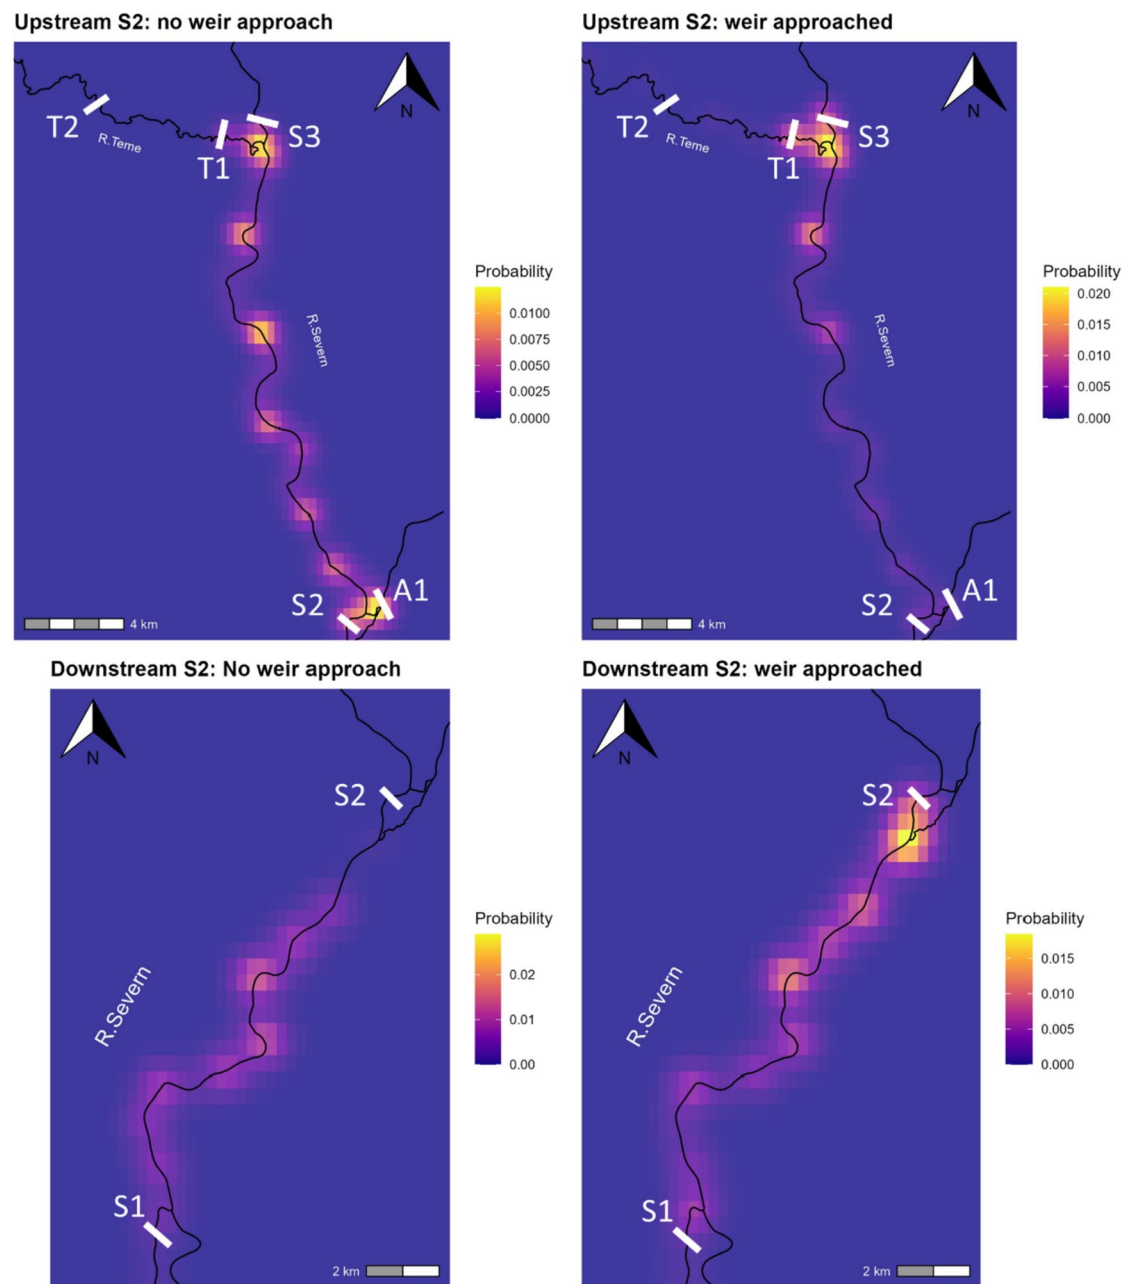 Upstream S2: no weir approach
T2
R.Teme
T1
S3
N
R.Severn
S2
A1
4 km
Probability
0.0100
0.0075
0.0050
0.0025
0.0000
Upstream S2: weir approached
T2
R.Teme
T1
S3
N
R.Severn
S2
A1
4 km
Probability
0.020
0.015
0.010
0.005
0.000
Downstream S2: No weir approach
N
S2
R.Severn
S1
2 km
Probability
0.02
0.01
0.00
Downstream S2: weir approached
N
S2
R.Severn
S1
2 km
Probability
0.015
0.010
0.005
0.000